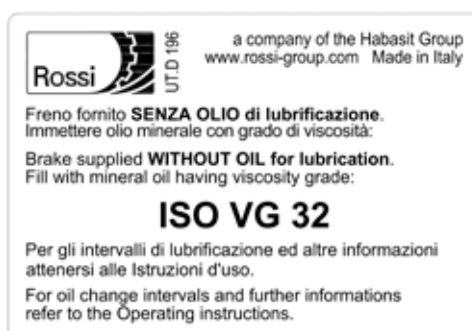 Rossi
UT.D 196
a company of the Habasit Group
www.rossi-group.com Made in Italy
Freno fornito SENZA OLIO di lubrificazione.
Immettere olio minerale con grado di viscosità:
Brake supplied WITHOUT OIL for lubrication.
Fill with mineral oil having viscosity grade:
ISO VG 32
Per gli intervalli di lubrificazione ed altre informazioni
attenersi alle Istruzioni d'uso.
For oil change intervals and further informations
refer to the Operating instructions.